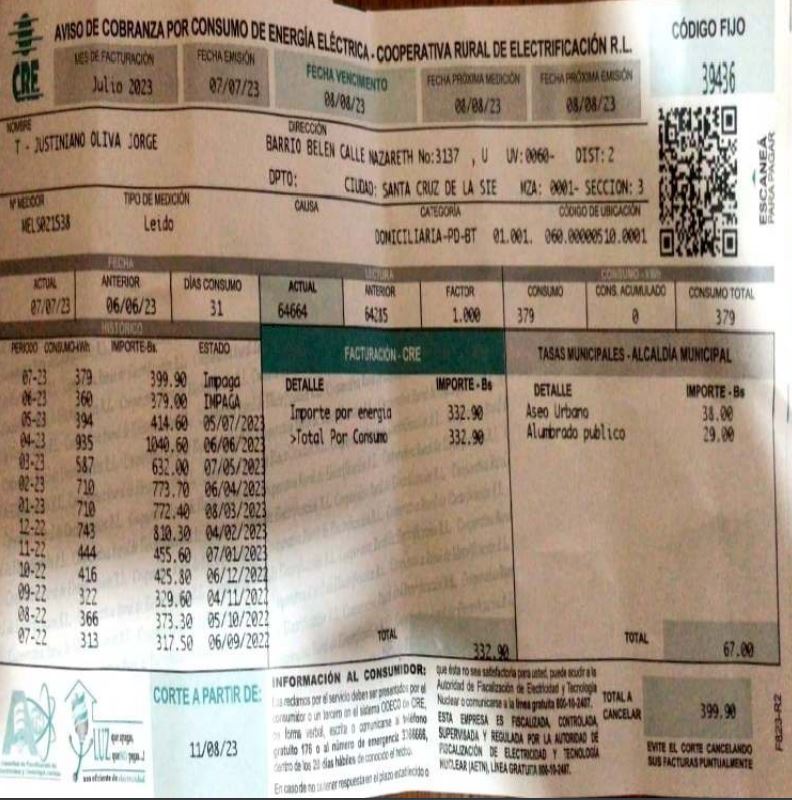 AVISO DE COBRANZA POR CONSUMO DE ENERGÍA ELÉCTRICA - COOPERATIVA RURAL DE ELECTRIFICACIÓN R.L.
CRE
CÓDIGO FIJO
39436
MES DE FACTURACIÓN FECHA EMISIÓN FECHA VENCIMIENTO FECHA PRÓXIMA MEDICIÓN FECHA PRÓXIMA EMISIÓN
Julio 2023 07/07/23 08/08/23 08/08/23 08/08/23
NOMBRE DIRECCIÓN
T - JUSTINIANO OLIVA JORGE BARRIO BELEN CALLE NAZARETH No:3137 , U UV:0060- DIST:2
DPTO: CIUDAD: SANTA CRUZ DE LA SIE MZA: 0001- SECCION: 3
ESCANEÁ
PARA PAGAR
Nº MEDIDOR TIPO DE MEDICIÓN CAUSA CATEGORÍA CÓDIGO DE UBICACIÓN
MELS021538 Leido DOMICILIARIA-PD-BT 01.001. 060.00000510.0001
FECHA LECTURA CONSUMO - kWh
ACTUAL ANTERIOR DÍAS CONSUMO ACTUAL ANTERIOR FACTOR CONSUMO CONS. ACUMULADO CONSUMO TOTAL
07/07/23 06/06/23 31 64664 64285 1.000 379 0 379
HISTÓRICO
PERIODO CONSUMO-kWh IMPORTE-Bs. ESTADO
07-23 379 399.90 Impaga
06-23 360 379.00 IMPAGA
05-23 394 414.60 05/07/2023
04-23 935 1040.60 06/06/2023
03-23 587 632.00 07/05/2023
02-23 710 773.70 06/04/2023
01-23 710 772.40 08/03/2023
12-22 743 810.30 04/02/2023
11-22 444 455.60 07/01/2023
10-22 416 425.80 06/12/2022
09-22 322 329.60 04/11/2022
08-22 366 373.30 05/10/2022
07-22 313 317.50 06/09/2022
FACTURACIÓN - CRE
DETALLE IMPORTE - Bs
Importe por energia 332.90
>Total Por Consumo 332.90
TOTAL 332.90
TASAS MUNICIPALES - ALCALDÍA MUNICIPAL
DETALLE IMPORTE - Bs
Aseo Urbano 38.00
Alumbrado publico 29.00
TOTAL 67.00
LUZ que apagas,
que NO pagas...!
uso eficiente de electricidad
CORTE A PARTIR DE:
11/08/23
INFORMACIÓN AL CONSUMIDOR:
Los reclamos por el servicio deben ser presentados por el
consumidor o un tercero en el sistema ODECO de CRE,
en forma verbal, escrita o comunicarse al teléfono
gratuito 176 o al número de emergencia 3366666,
dentro de los 20 días hábiles de conocido el hecho.
En caso de no obtener respuesta en el plazo establecido o
que ésta no sea satisfactoria para usted, puede acudir a la
Autoridad de Fiscalización de Electricidad y Tecnología
Nuclear o comunicarse a la línea gratuita 800-10-2407.
ESTA EMPRESA ES FISCALIZADA, CONTROLADA,
SUPERVISADA Y REGULADA POR LA AUTORIDAD DE
FISCALIZACIÓN DE ELECTRICIDAD Y TECNOLOGÍA
NUCLEAR (AETN), LÍNEA GRATUITA 800-10-2407.
TOTAL A
CANCELAR
399.90
EVITE EL CORTE CANCELANDO
SUS FACTURAS PUNTUALMENTE
F823-R2